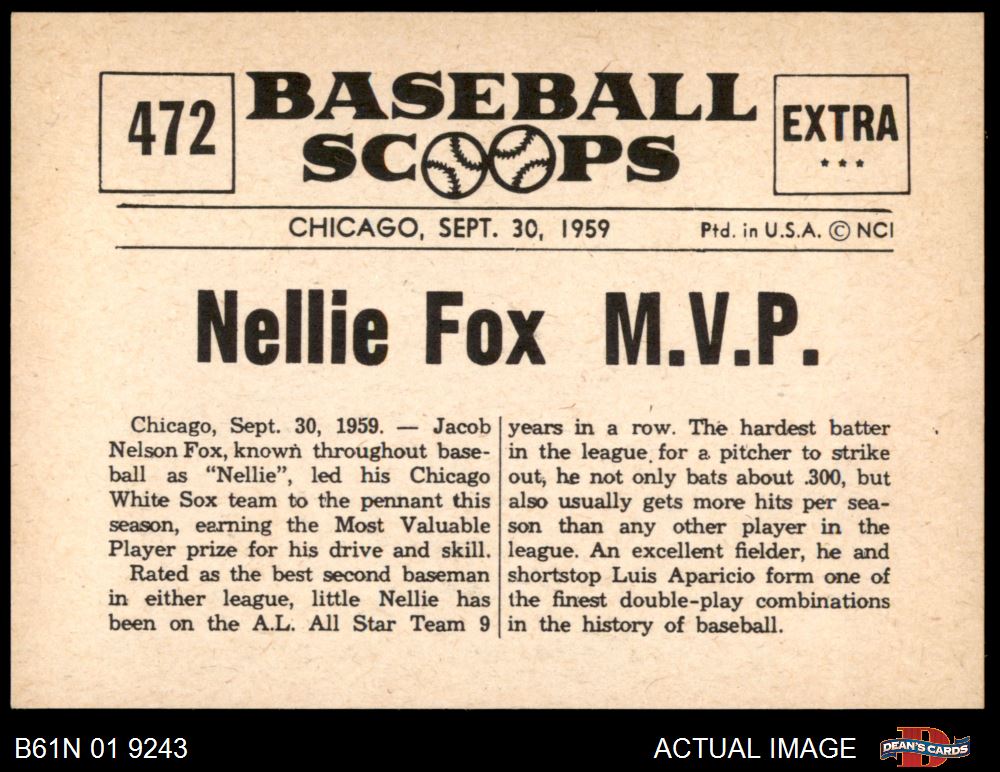 472
BASEBALL
SCOOPS
EXTRA
***
CHICAGO, SEPT. 30, 1959
Ptd. in U.S.A. © NCI
Nellie Fox M.V.P.
Chicago, Sept. 30, 1959. — Jacob
Nelson Fox, known throughout base-
ball as "Nellie", led his Chicago
White Sox team to the pennant this
season, earning the Most Valuable
Player prize for his drive and skill.
Rated as the best second baseman
in either league, little Nellie has
been on the A.L. All Star Team 9
years in a row. The hardest batter
in the league for a pitcher to strike
out, he not only bats about .300, but
also usually gets more hits per sea-
son than any other player in the
league. An excellent fielder, he and
shortstop Luis Aparicio form one of
the finest double-play combinations
in the history of baseball.
B61N 01 9243
ACTUAL IMAGE
D
DEAN'S CARDS